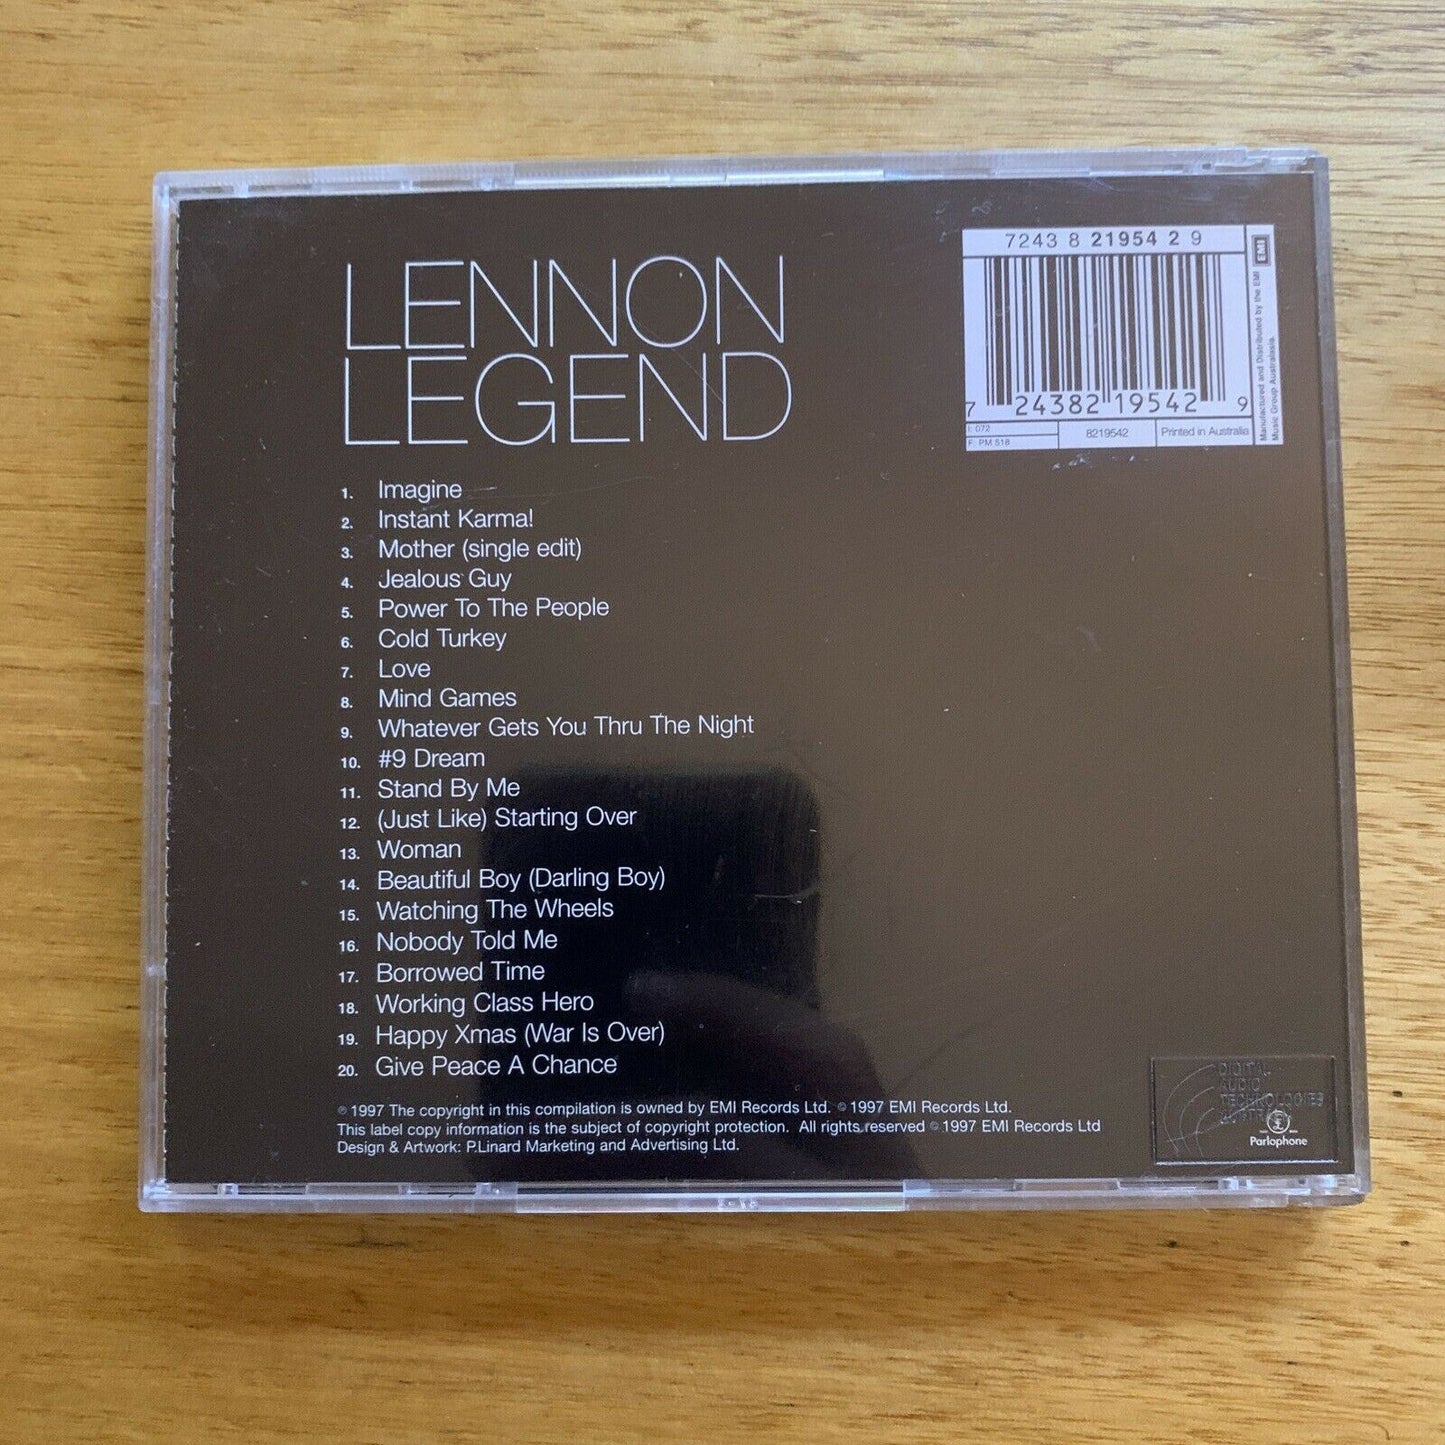 LENNON
LEGEND
7243 8 21954 2 9
7 24382 19542 9
I: 072
F: PM 518
8219542
Printed in Australia
EMI
Manufactured and Distributed by the EMI
Music Group Australasia.
1. Imagine
2. Instant Karma!
3. Mother (single edit)
4. Jealous Guy
5. Power To The People
6. Cold Turkey
7. Love
8. Mind Games
9. Whatever Gets You Thru The Night
10. #9 Dream
11. Stand By Me
12. (Just Like) Starting Over
13. Woman
14. Beautiful Boy (Darling Boy)
15. Watching The Wheels
16. Nobody Told Me
17. Borrowed Time
18. Working Class Hero
19. Happy Xmas (War Is Over)
20. Give Peace A Chance
℗ 1997 The copyright in this compilation is owned by EMI Records Ltd. © 1997 EMI Records Ltd.
This label copy information is the subject of copyright protection. All rights reserved © 1997 EMI Records Ltd
Design & Artwork: P.Linard Marketing and Advertising Ltd.
DIGITAL
AUDIO
TECHNOLOGIES
Parlophone